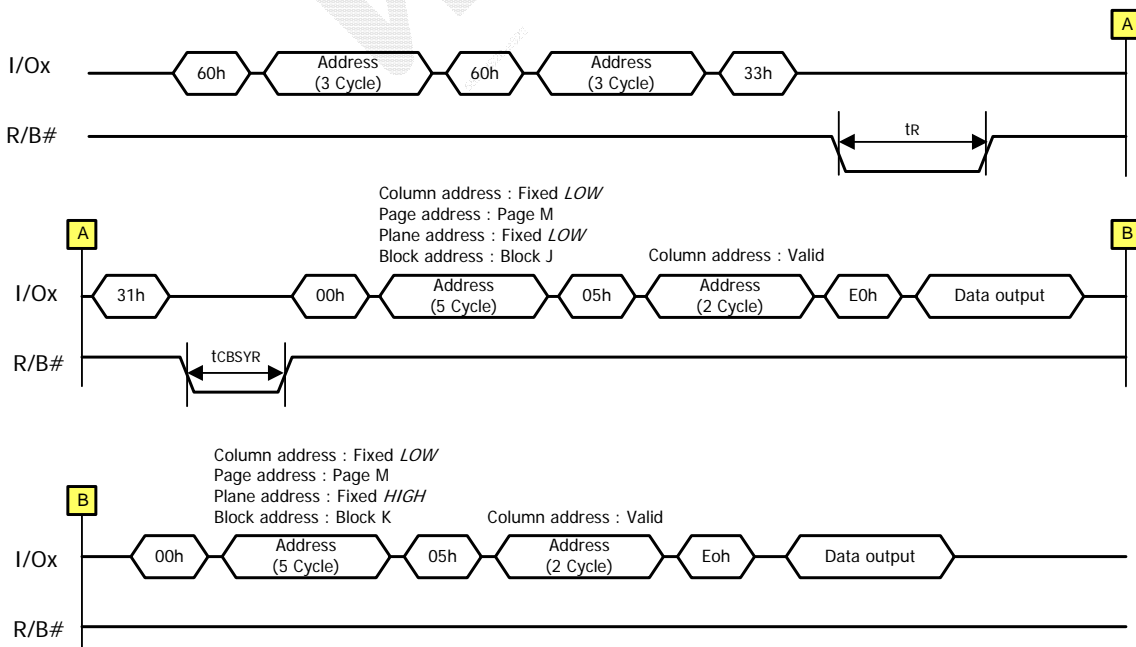 A
I/Ox
60h
Address
(3 Cycle)
60h
Address
(3 Cycle)
33h
R/B#
tR
Column address : Fixed LOW
Page address : Page M
Plane address : Fixed LOW
Block address : Block J
Column address : Valid
A
B
I/Ox
31h
00h
Address
(5 Cycle)
05h
Address
(2 Cycle)
E0h
Data output
R/B#
tCBSYR
Column address : Fixed LOW
Page address : Page M
Plane address : Fixed HIGH
Block address : Block K
Column address : Valid
B
I/Ox
00h
Address
(5 Cycle)
05h
Address
(2 Cycle)
Eoh
Data output
R/B#